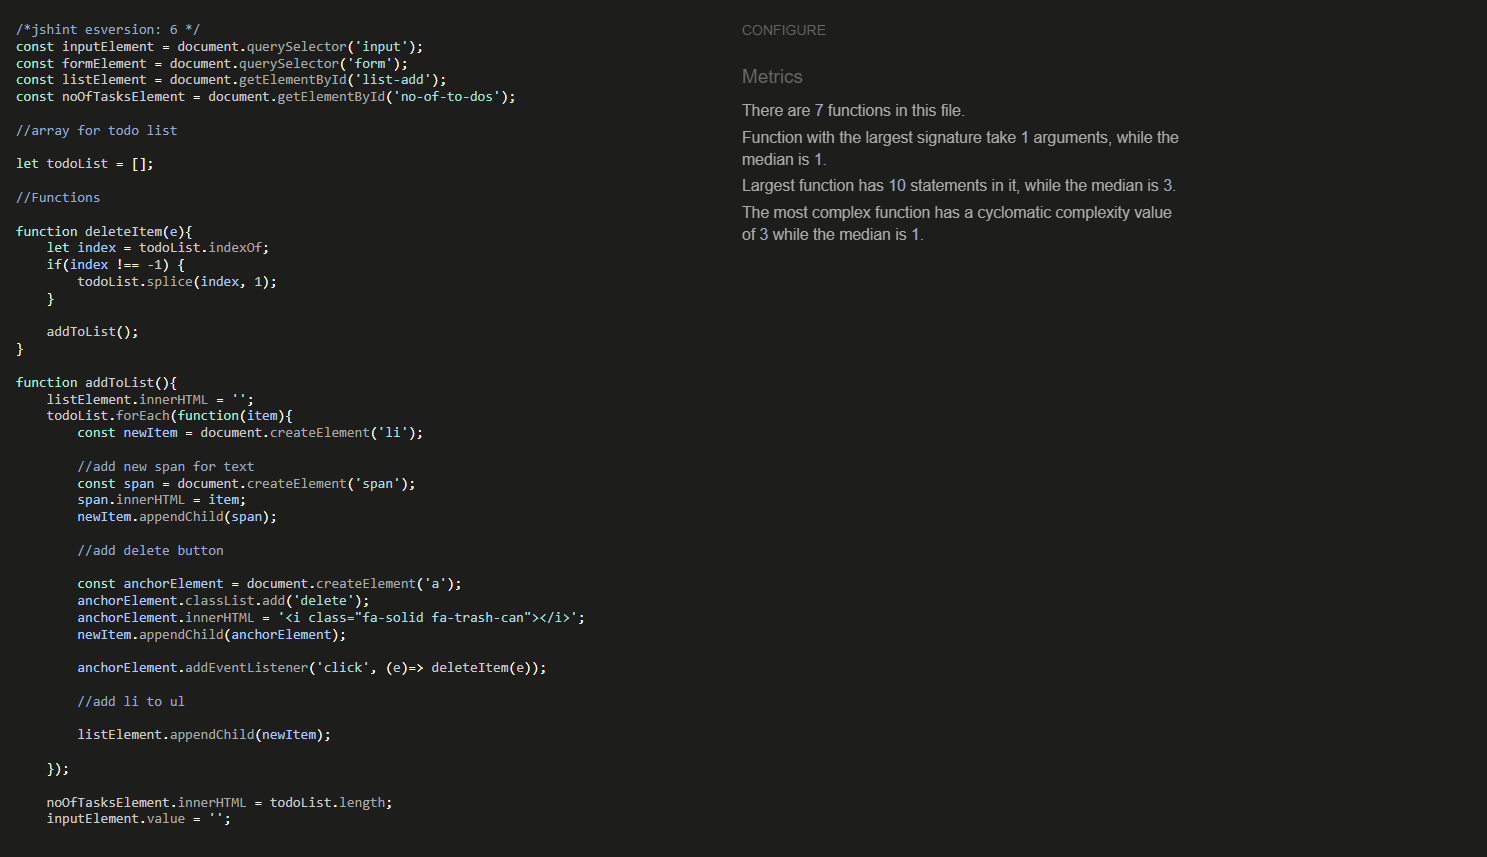 /*jshint esversion: 6 */
const inputElement = document.querySelector('input');
const formElement = document.querySelector('form');
const listElement = document.getElementById('list-add');
const noOfTasksElement = document.getElementById('no-of-to-dos');
//array for todo list
let todoList = [];
//Functions
function deleteItem(e){
    let index = todoList.indexOf;
    if(index !== -1) {
        todoList.splice(index, 1);
    }
    addToList();
}
function addToList(){
    listElement.innerHTML = '';
    todoList.forEach(function(item){
        const newItem = document.createElement('li');
        //add new span for text
        const span = document.createElement('span');
        span.innerHTML = item;
        newItem.appendChild(span);
        //add delete button
        const anchorElement = document.createElement('a');
        anchorElement.classList.add('delete');
        anchorElement.innerHTML = '<i class="fa-solid fa-trash-can"></i>';
        newItem.appendChild(anchorElement);
        anchorElement.addEventListener('click', (e)=> deleteItem(e));
        //add li to ul
        listElement.appendChild(newItem);
    });
    noOfTasksElement.innerHTML = todoList.length;
    inputElement.value = '';
CONFIGURE
Metrics
There are 7 functions in this file.
Function with the largest signature take 1 arguments, while the
median is 1.
Largest function has 10 statements in it, while the median is 3.
The most complex function has a cyclomatic complexity value
of 3 while the median is 1.